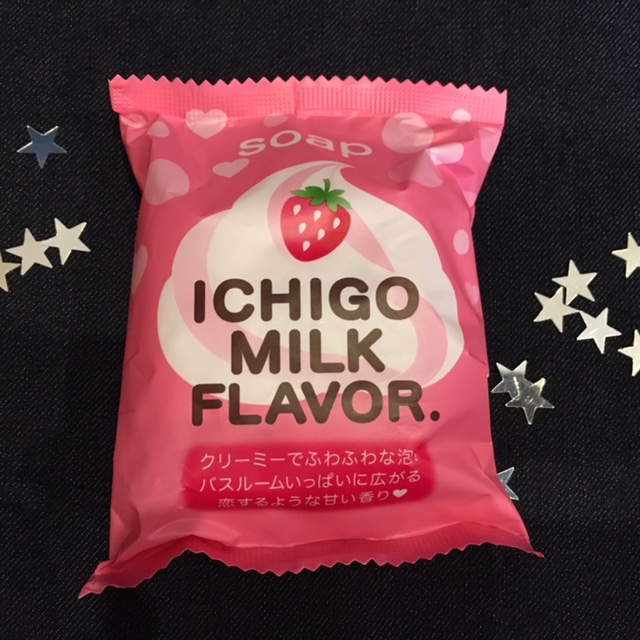 soap
ICHIGO
MILK
FLAVOR.
クリーミーでふわふわな泡。
バスルームいっぱいに広がる
恋するような甘い香り♥